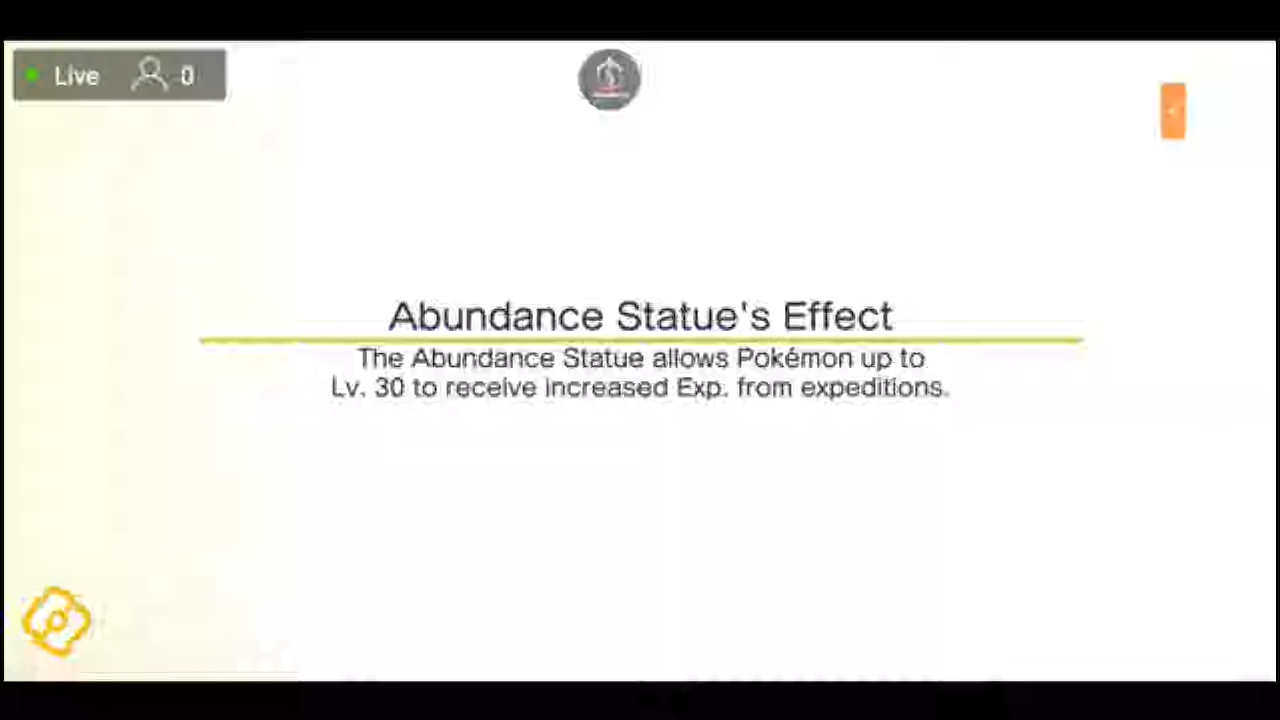 Live 0
Abundance Statue's Effect
The Abundance Statue allows Pokémon up to
Lv. 30 to receive increased Exp. from expeditions.